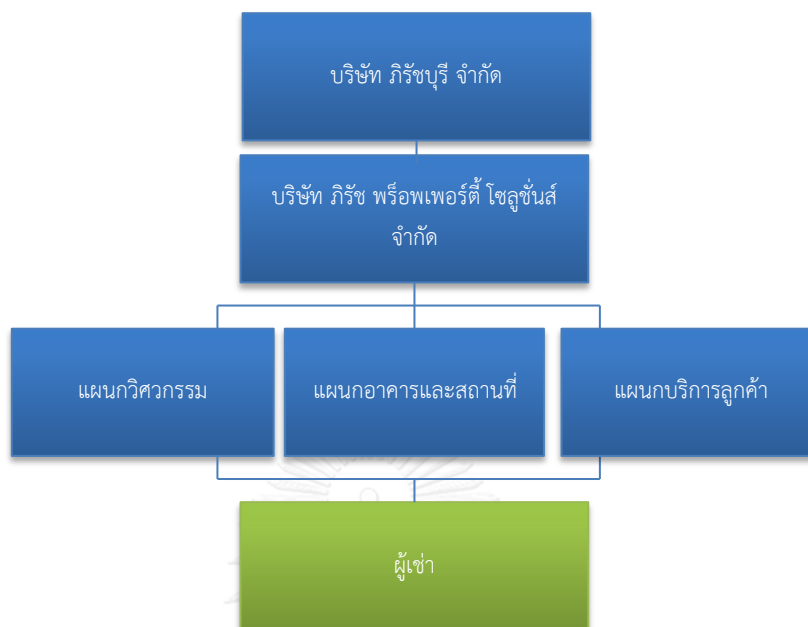 บริษัท ภิรัชบุรี จำกัด
บริษัท ภิรัช พร็อพเพอร์ตี้ โซลูชั่นส์
จำกัด
แผนกวิศวกรรม
แผนกอาคารและสถานที่
แผนกบริการลูกค้า
ผู้เช่า